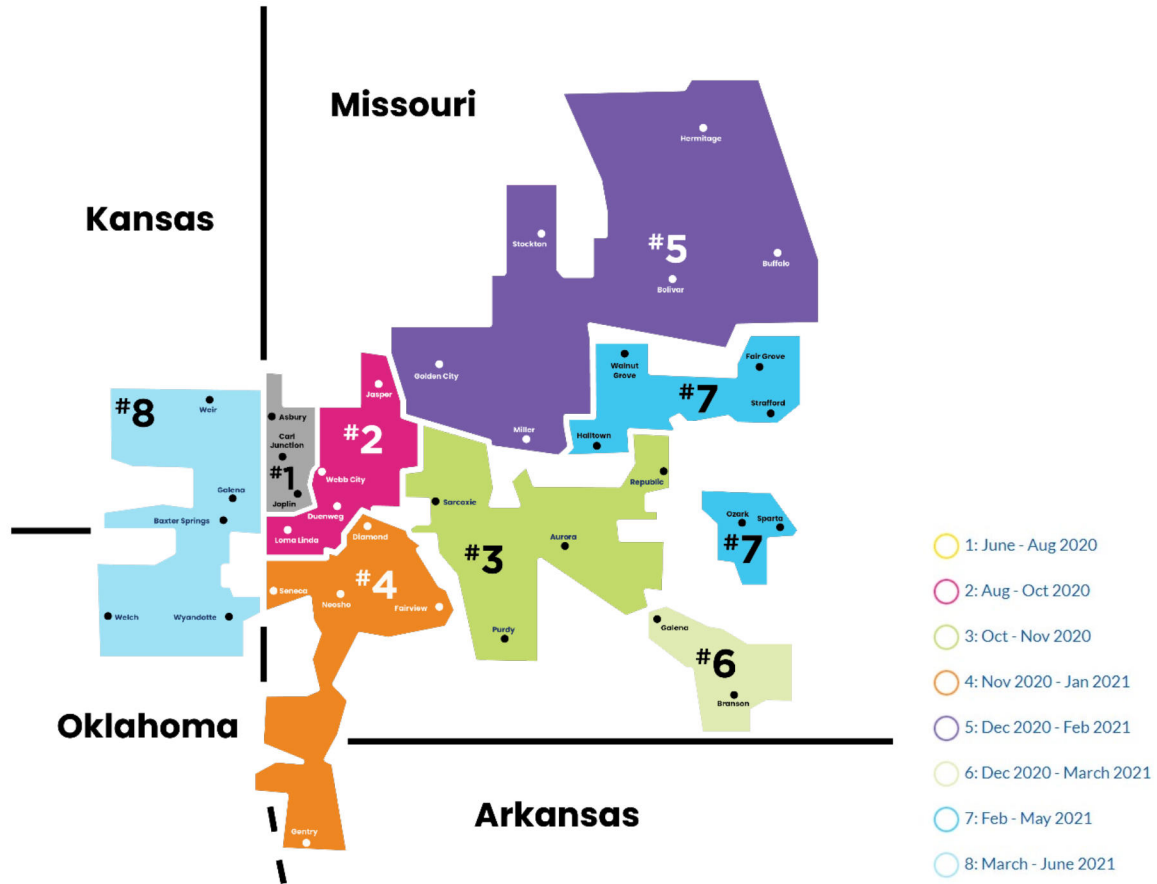 Missouri
Kansas
Oklahoma
Arkansas
#5
Hermitage
Stockton
Buffalo
Bolivar
Golden City
Miller
#7
Walnut
Grove
Fair Grove
Strafford
Halltown
#8
Weir
Galena
Baxter Springs
Welch
Wyandotte
#1
Asbury
Carl
Junction
Joplin
#2
Jasper
Webb City
Duenweg
Loma Linda
#3
Sarcoxie
Republic
Aurora
Purdy
#4
Diamond
Seneca
Neosho
Fairview
Gentry
#7
Ozark
Sparta
#6
Galena
Branson
1: June - Aug 2020
2: Aug - Oct 2020
3: Oct - Nov 2020
4: Nov 2020 - Jan 2021
5: Dec 2020 - Feb 2021
6: Dec 2020 - March 2021
7: Feb - May 2021
8: March - June 2021